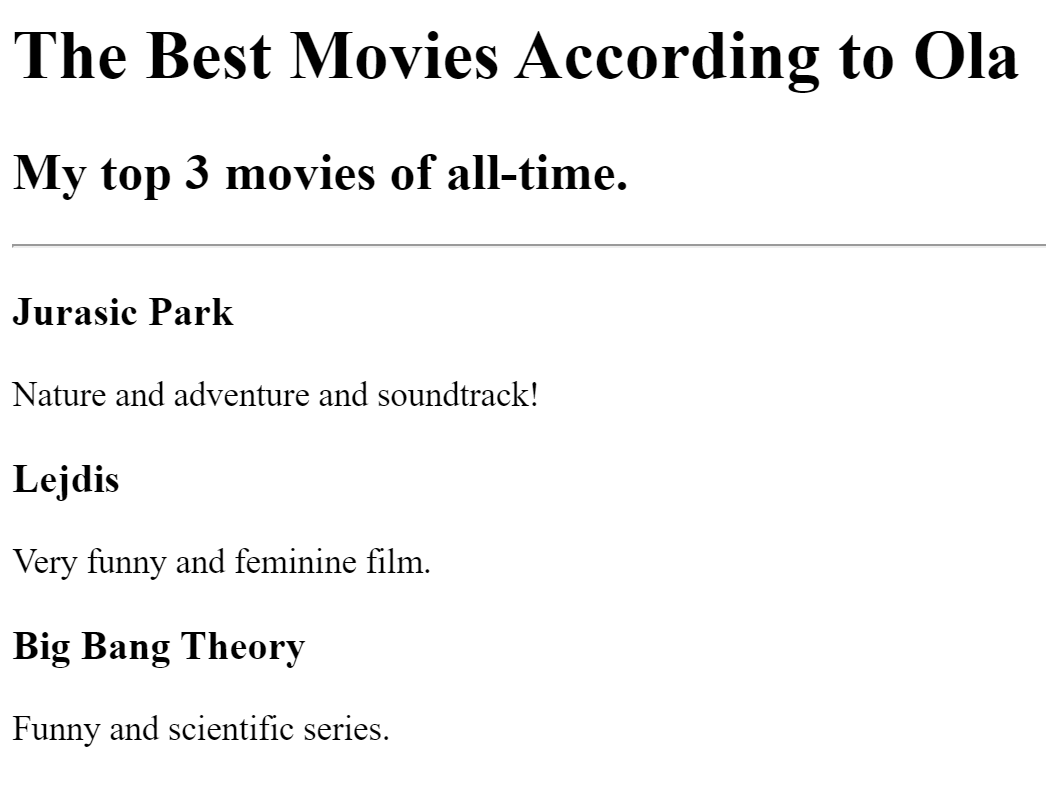 The Best Movies According to Ola
My top 3 movies of all-time.
Jurasic Park
Nature and adventure and soundtrack!
Lejdis
Very funny and feminine film.
Big Bang Theory
Funny and scientific series.